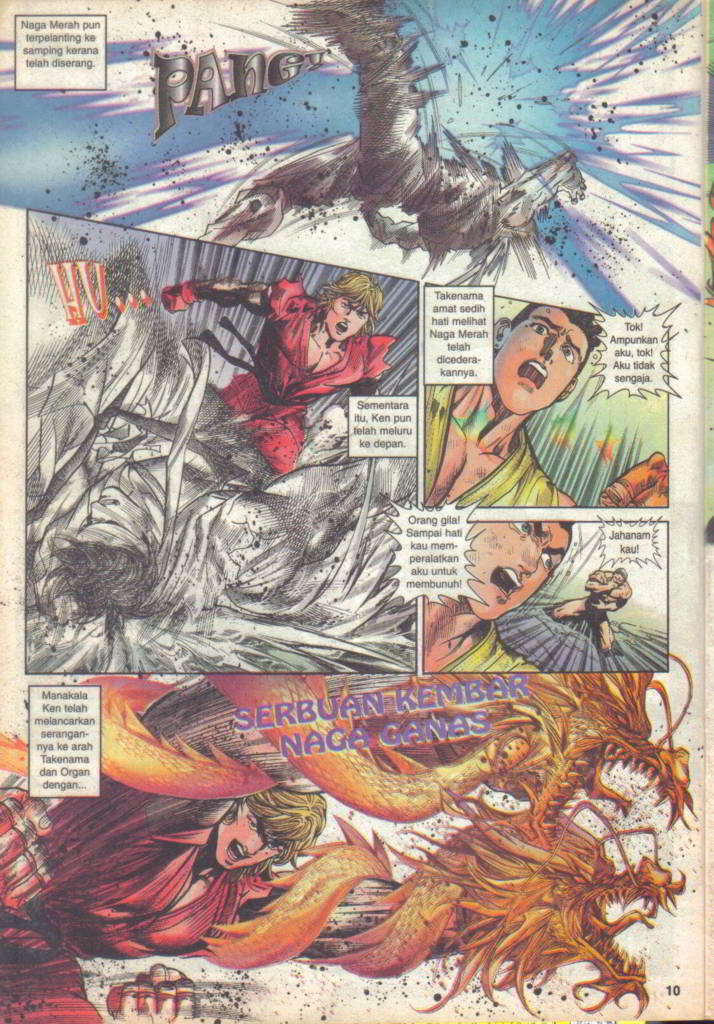 Naga Merah pun
terpelanting ke
samping kerana
telah diserang.
PANG!
HU...
Sementara
itu, Ken pun
telah meluru
ke depan.
Takenama
amat sedih
hati melihat
Naga Merah
telah
dicedera-
kannya.
Tok!
Ampunkan
aku, tok!
Aku tidak
sengaja.
Orang gila!
Sampai hati
kau mem-
peralatkan
aku untuk
membunuh!
Jahanam
kau!
Manakala
Ken telah
melancarkan
serangan-
nya ke arah
Takenama
dan Organ
dengan...
SERBUAN KEMBAR
NAGA GANAS
10